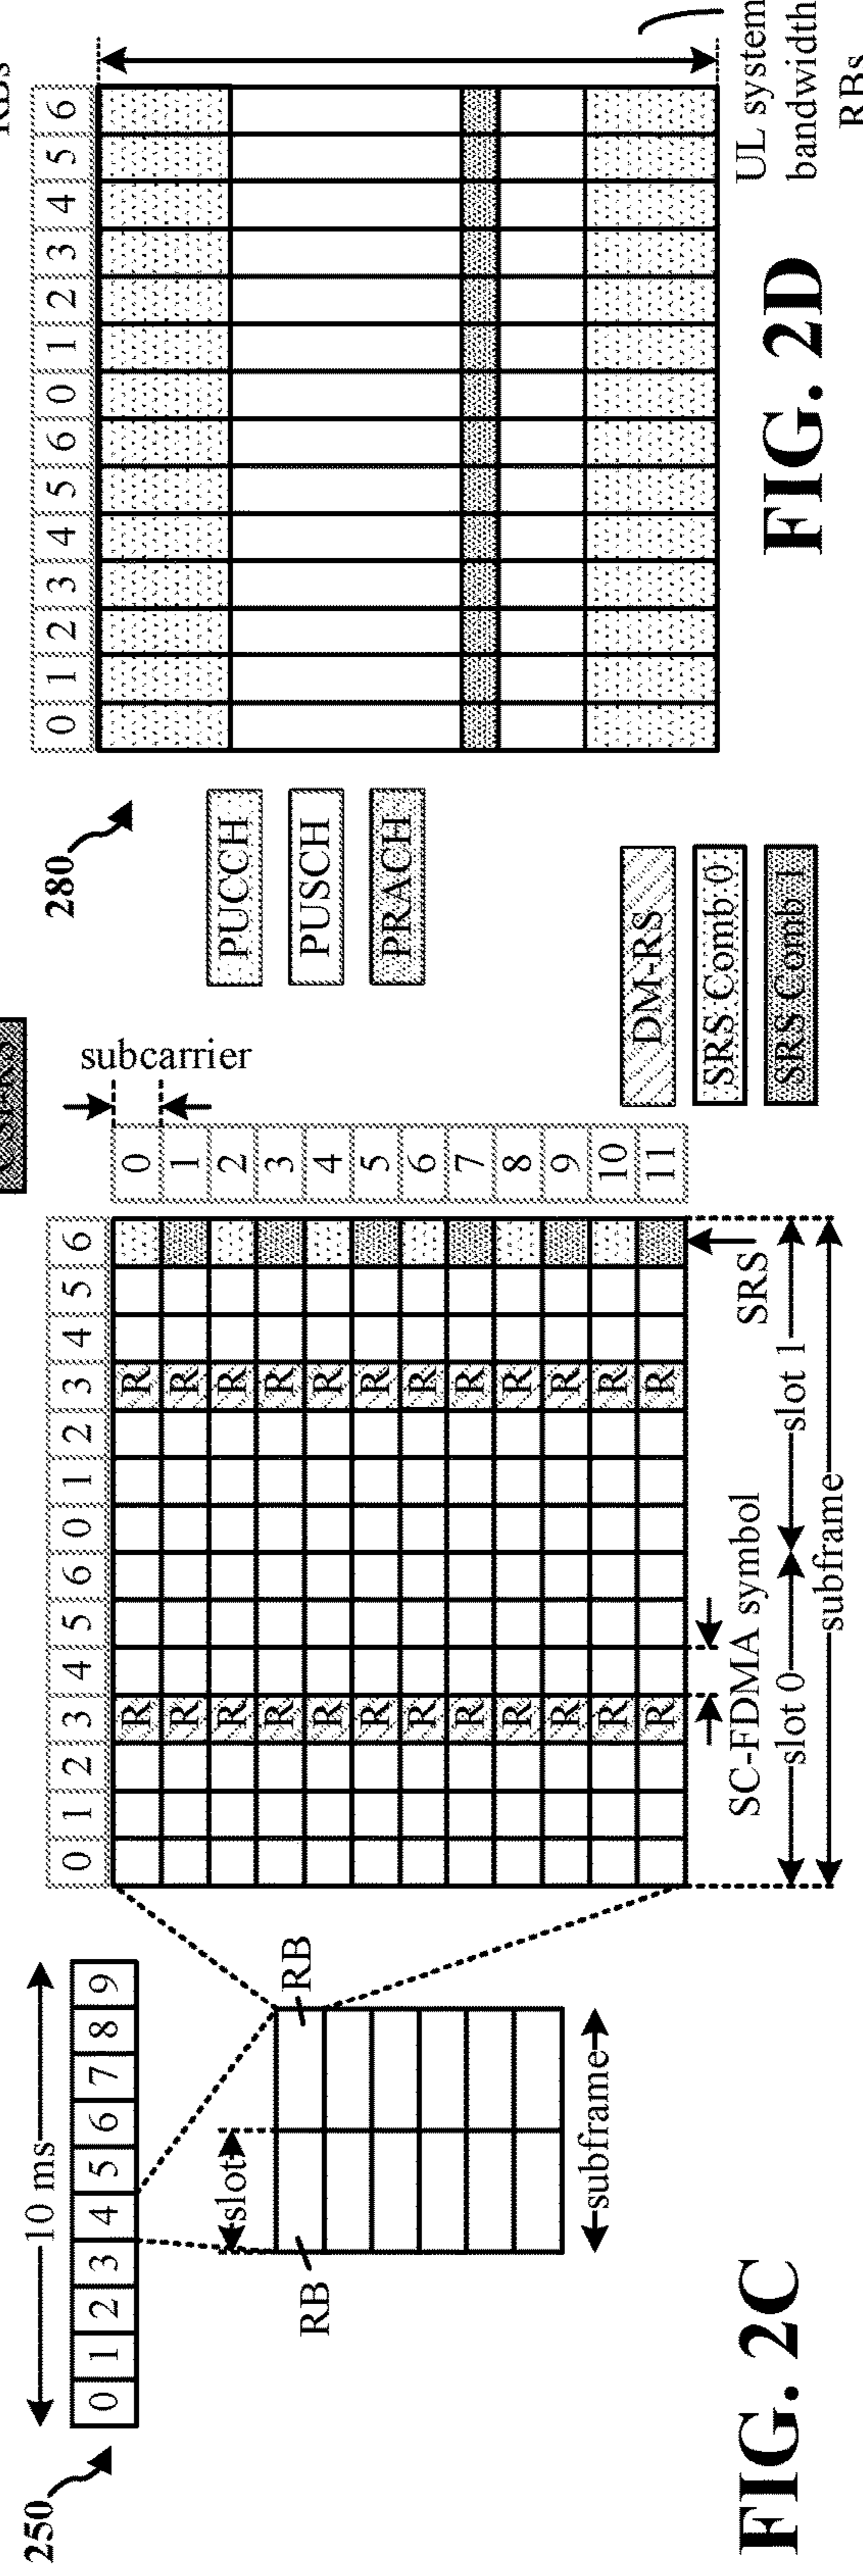 250
10 ms
0 1 2 3 4 5 6 7 8 9
slot
RB
RB
subframe
0 1 2 3 4 5 6 0 1 2 3 4 5 6
subcarrier
R R
0
R R
1
R R
2
R R
3
R R
4
R R
5
R R
6
R R
7
R R
8
R R
9
R R
10
R R
11
SRS
SC-FDMA symbol
slot 0
slot 1
subframe
DM-RS
SRS Comb 0
SRS Comb 1
FIG. 2C
280
PUCCH
PUSCH
PRACH
0 1 2 3 4 5 6 0 1 2 3 4 5 6
UL system
bandwidth
FIG. 2D